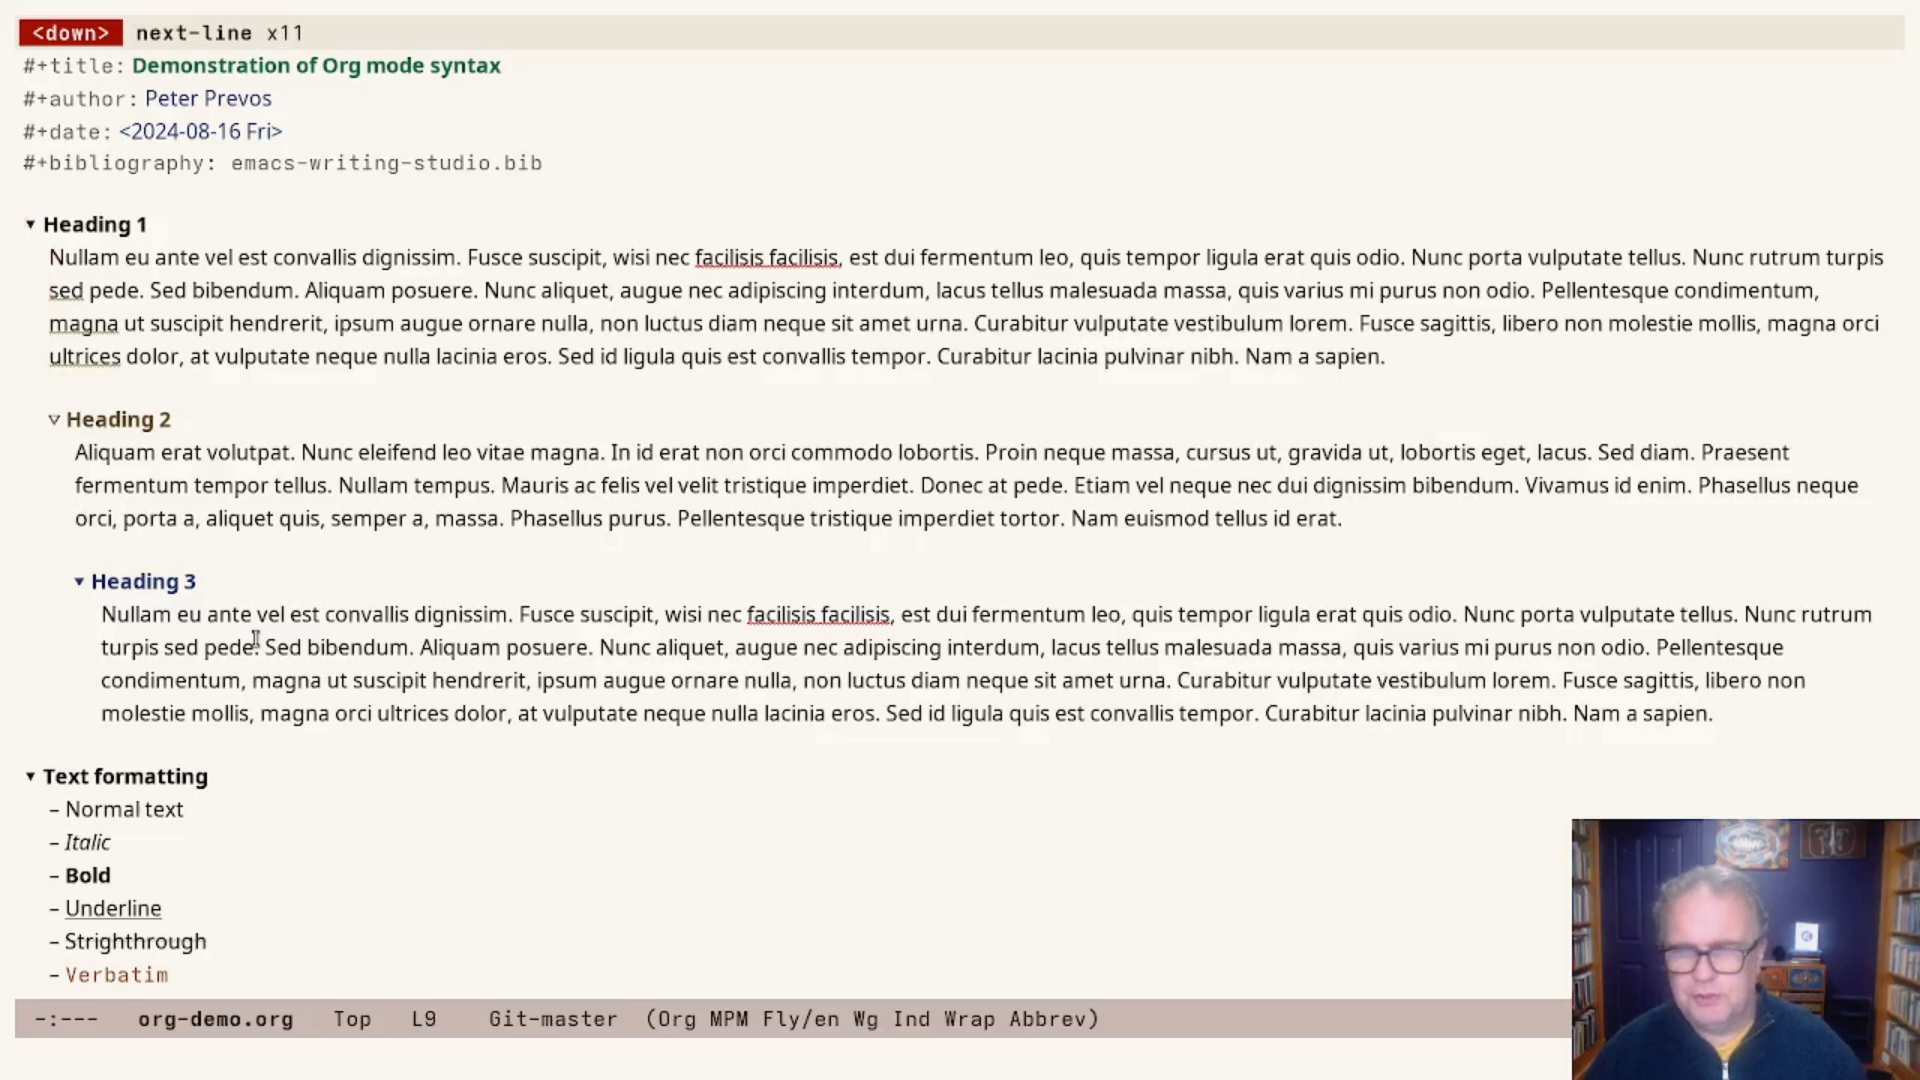 <down> next-line x11
#+title: Demonstration of Org mode syntax
#+author: Peter Prevos
#+date: <2024-08-16 Fri>
#+bibliography: emacs-writing-studio.bib
▾ Heading 1
Nullam eu ante vel est convallis dignissim. Fusce suscipit, wisi nec facilisis facilisis, est dui fermentum leo, quis tempor ligula erat quis odio. Nunc porta vulputate tellus. Nunc rutrum turpis
sed pede. Sed bibendum. Aliquam posuere. Nunc aliquet, augue nec adipiscing interdum, lacus tellus malesuada massa, quis varius mi purus non odio. Pellentesque condimentum,
magna ut suscipit hendrerit, ipsum augue ornare nulla, non luctus diam neque sit amet urna. Curabitur vulputate vestibulum lorem. Fusce sagittis, libero non molestie mollis, magna orci
ultrices dolor, at vulputate neque nulla lacinia eros. Sed id ligula quis est convallis tempor. Curabitur lacinia pulvinar nibh. Nam a sapien.
▿ Heading 2
Aliquam erat volutpat. Nunc eleifend leo vitae magna. In id erat non orci commodo lobortis. Proin neque massa, cursus ut, gravida ut, lobortis eget, lacus. Sed diam. Praesent
fermentum tempor tellus. Nullam tempus. Mauris ac felis vel velit tristique imperdiet. Donec at pede. Etiam vel neque nec dui dignissim bibendum. Vivamus id enim. Phasellus neque
orci, porta a, aliquet quis, semper a, massa. Phasellus purus. Pellentesque tristique imperdiet tortor. Nam euismod tellus id erat.
▾ Heading 3
Nullam eu ante vel est convallis dignissim. Fusce suscipit, wisi nec facilisis facilisis, est dui fermentum leo, quis tempor ligula erat quis odio. Nunc porta vulputate tellus. Nunc rutrum
turpis sed pede. Sed bibendum. Aliquam posuere. Nunc aliquet, augue nec adipiscing interdum, lacus tellus malesuada massa, quis varius mi purus non odio. Pellentesque
condimentum, magna ut suscipit hendrerit, ipsum augue ornare nulla, non luctus diam neque sit amet urna. Curabitur vulputate vestibulum lorem. Fusce sagittis, libero non
molestie mollis, magna orci ultrices dolor, at vulputate neque nulla lacinia eros. Sed id ligula quis est convallis tempor. Curabitur lacinia pulvinar nibh. Nam a sapien.
▾ Text formatting
– Normal text
– Italic
– Bold
– Underline
– Strighthrough
– Verbatim
-:--- org-demo.org Top L9 Git-master (Org MPM Fly/en Wg Ind Wrap Abbrev)